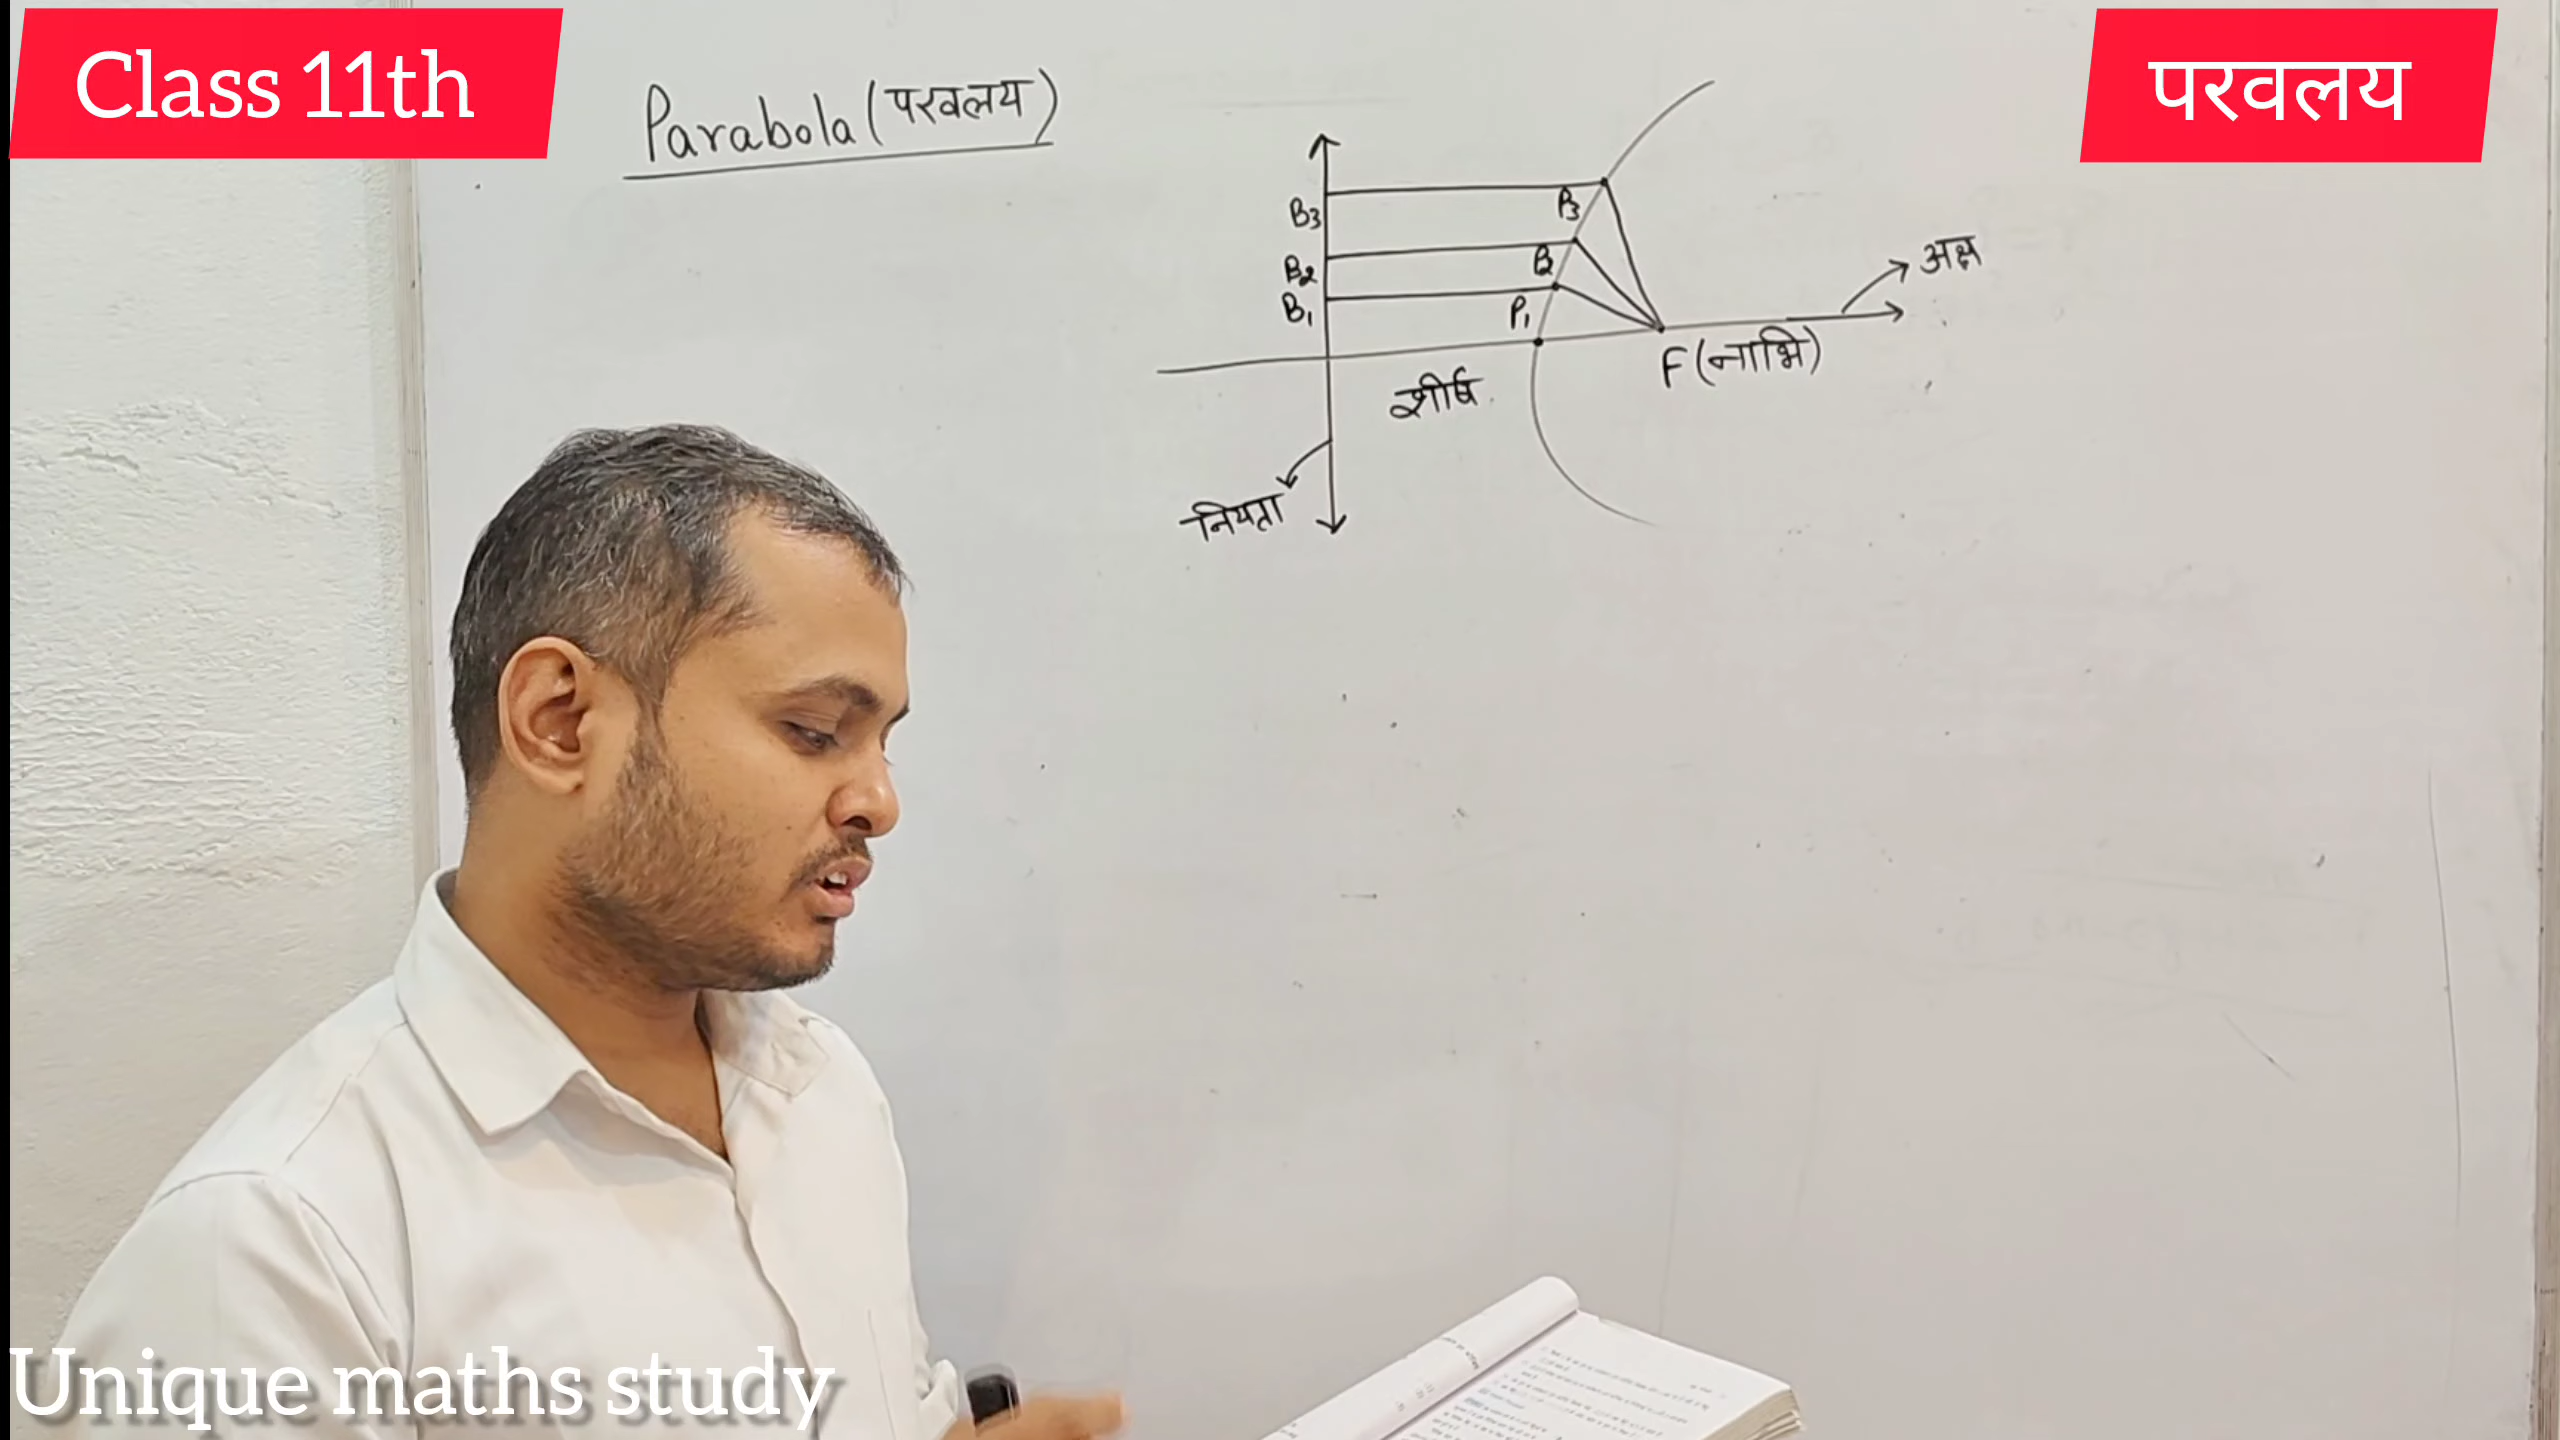 Class 11th
परवलय
Parabola (परवलय)
B3
P3
B2
P2
B1
P1
अक्ष
F (नाभि)
शीर्ष
नियता
Unique maths study